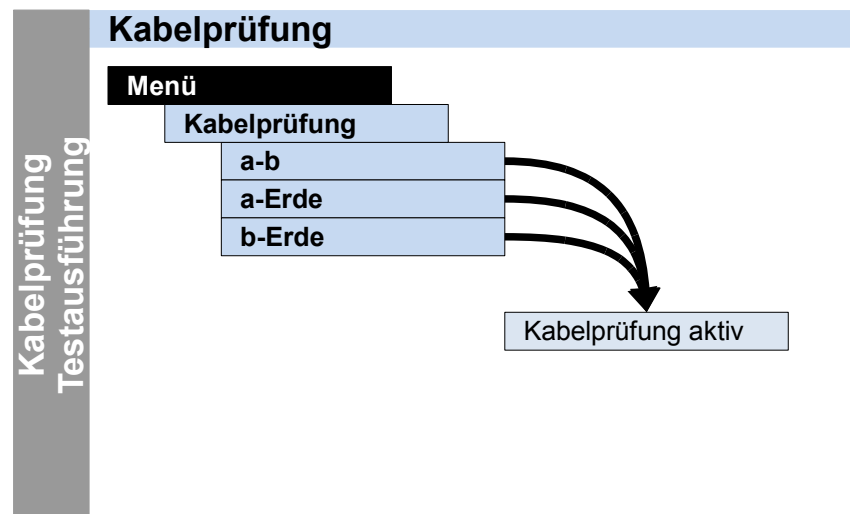 Kabelprüfung
Testausführung
Kabelprüfung
Menü
Kabelprüfung
a-b
a-Erde
b-Erde
Kabelprüfung aktiv